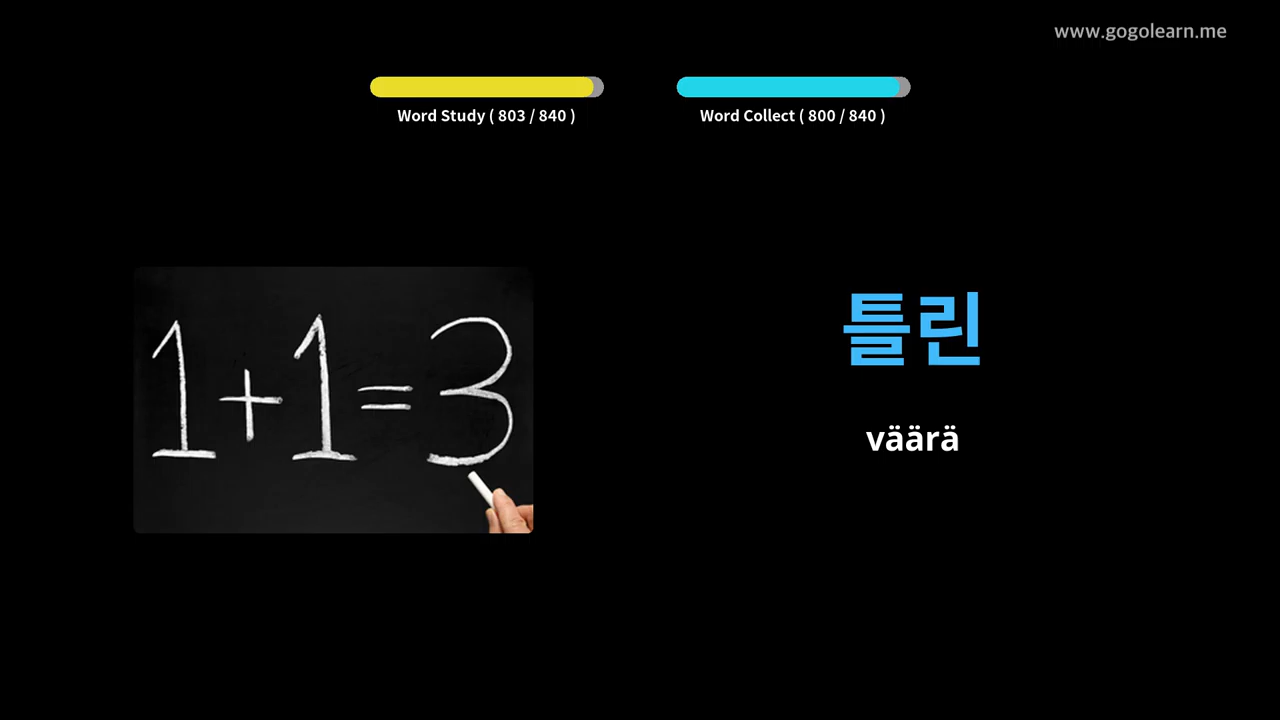 www.gogolearn.me
Word Study ( 803 / 840 )
Word Collect ( 800 / 840 )
1+1=3
틀린
väärä